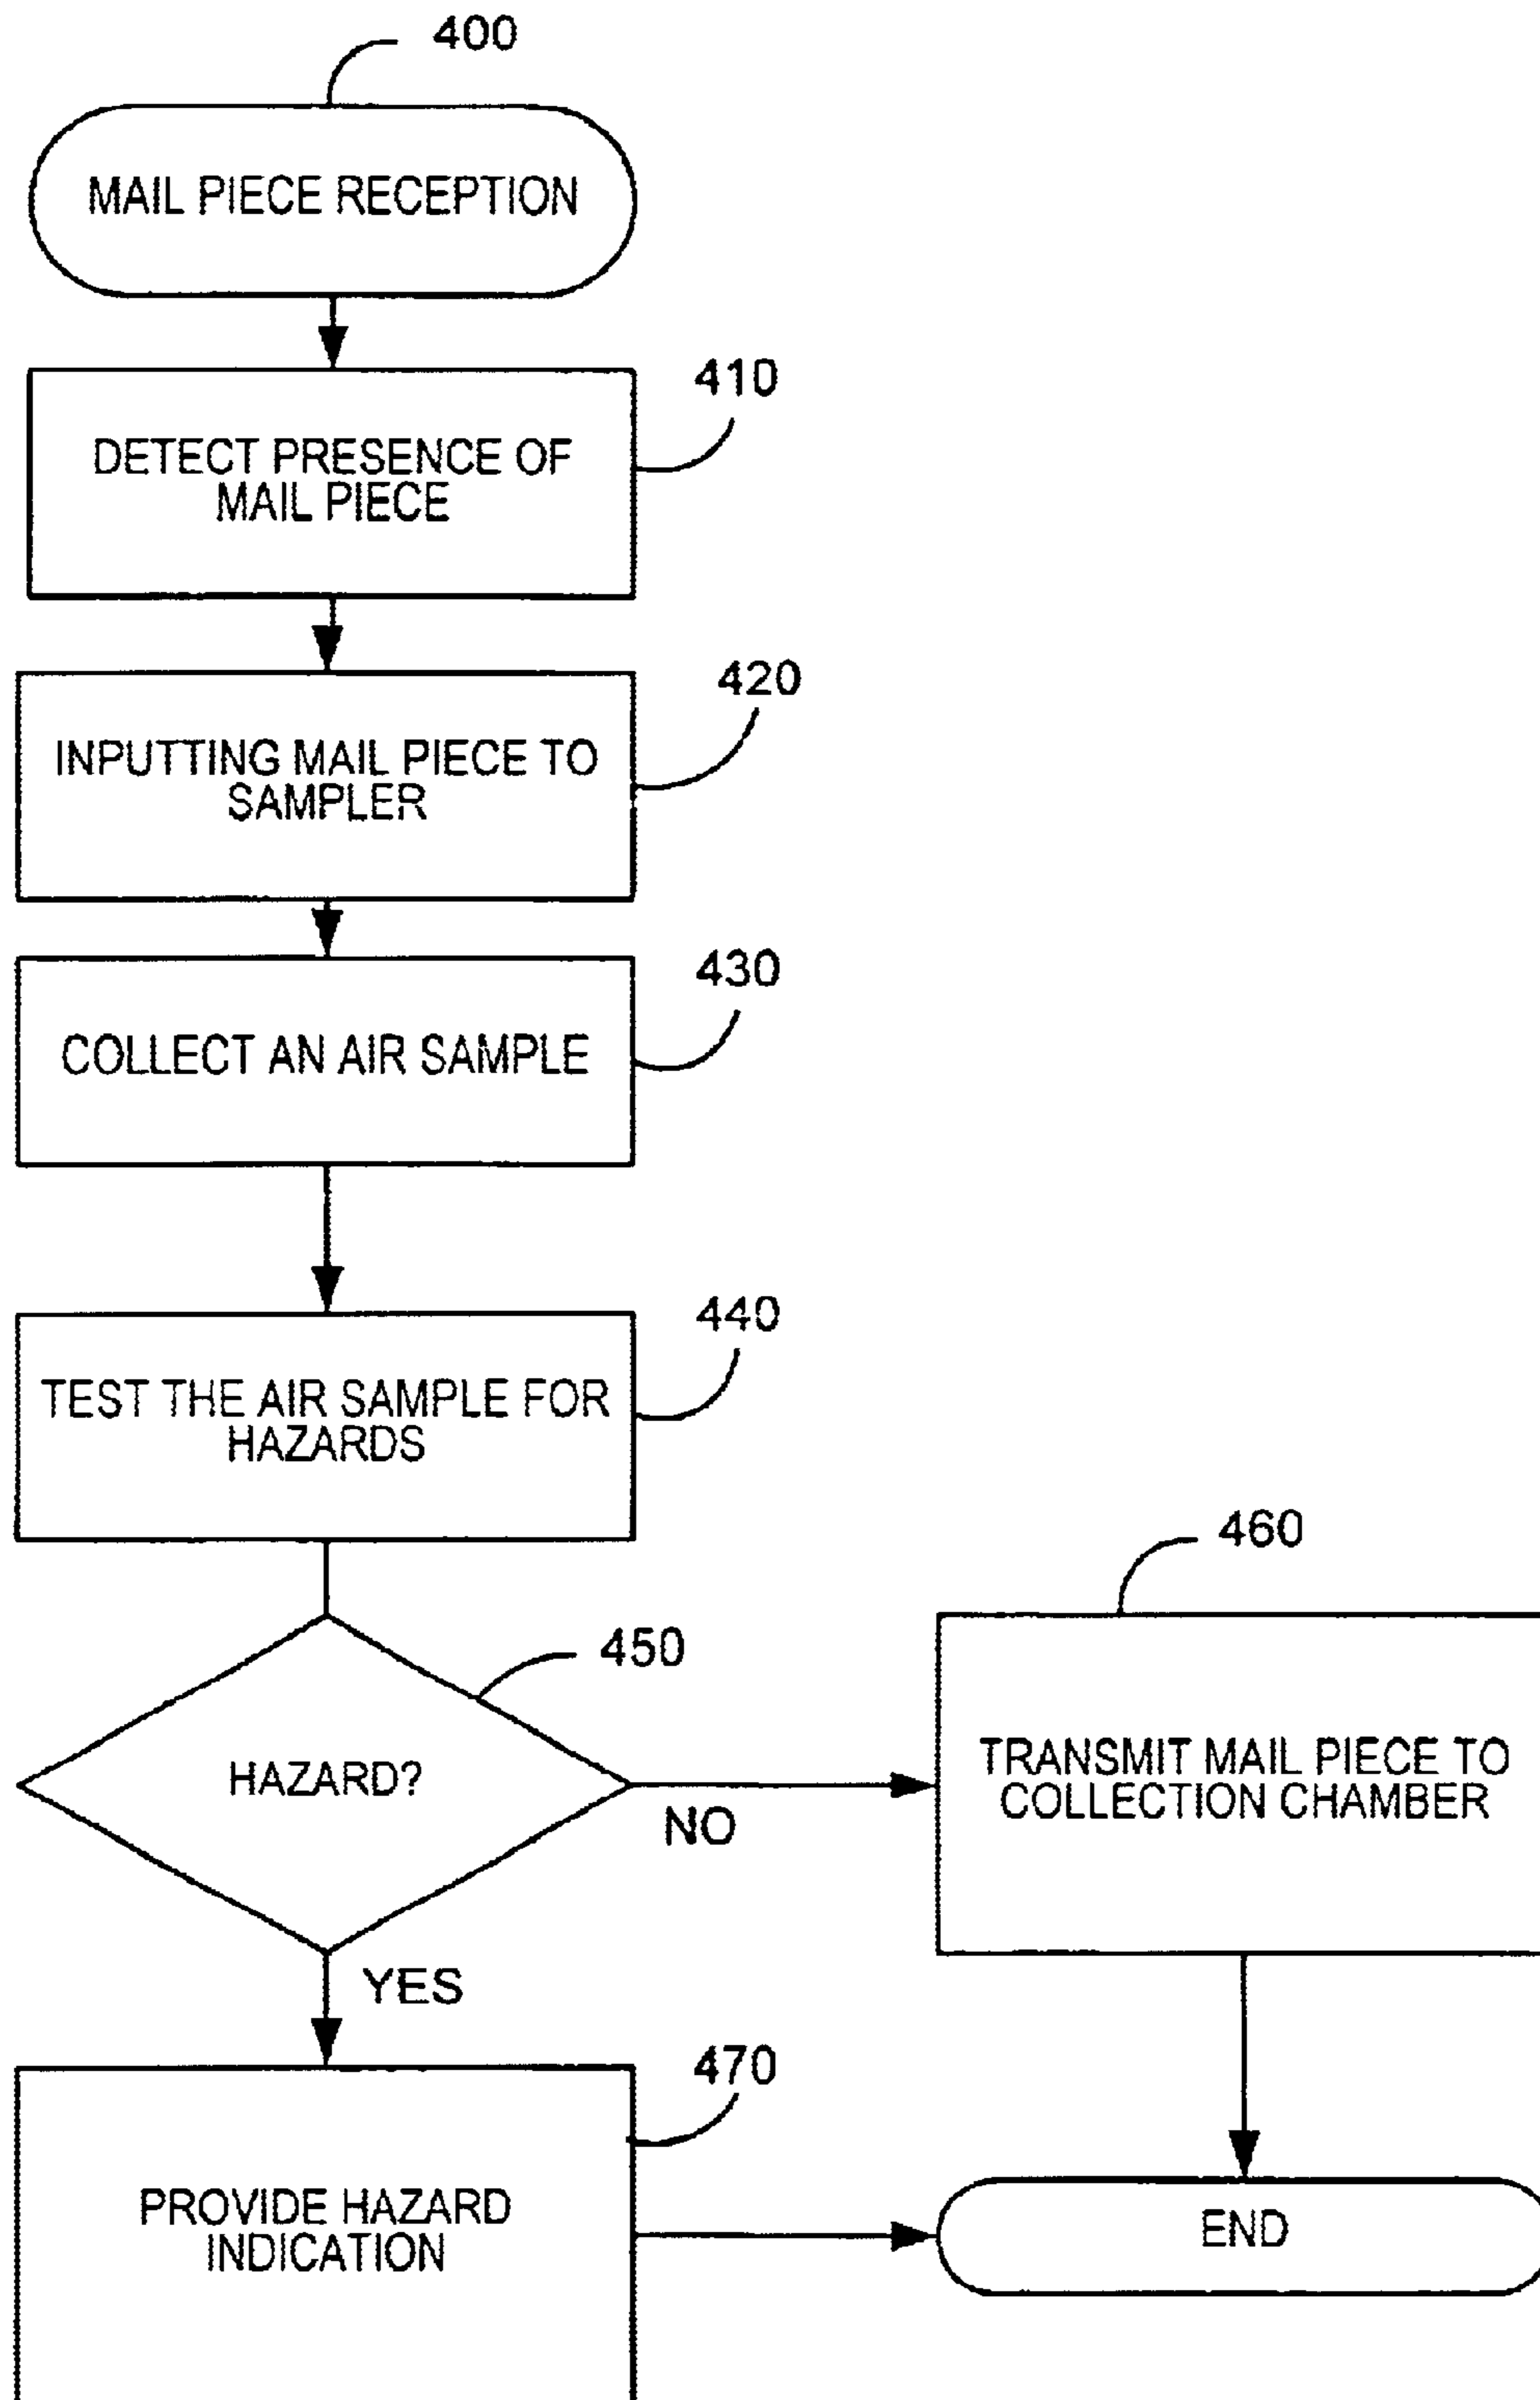 400
MAIL PIECE RECEPTION
410
DETECT PRESENCE OF
MAIL PIECE
420
INPUTTING MAIL PIECE TO
SAMPLER
430
COLLECT AN AIR SAMPLE
440
TEST THE AIR SAMPLE FOR
HAZARDS
450
HAZARD?
NO
460
TRANSMIT MAIL PIECE TO
COLLECTION CHAMBER
YES
470
PROVIDE HAZARD
INDICATION
END